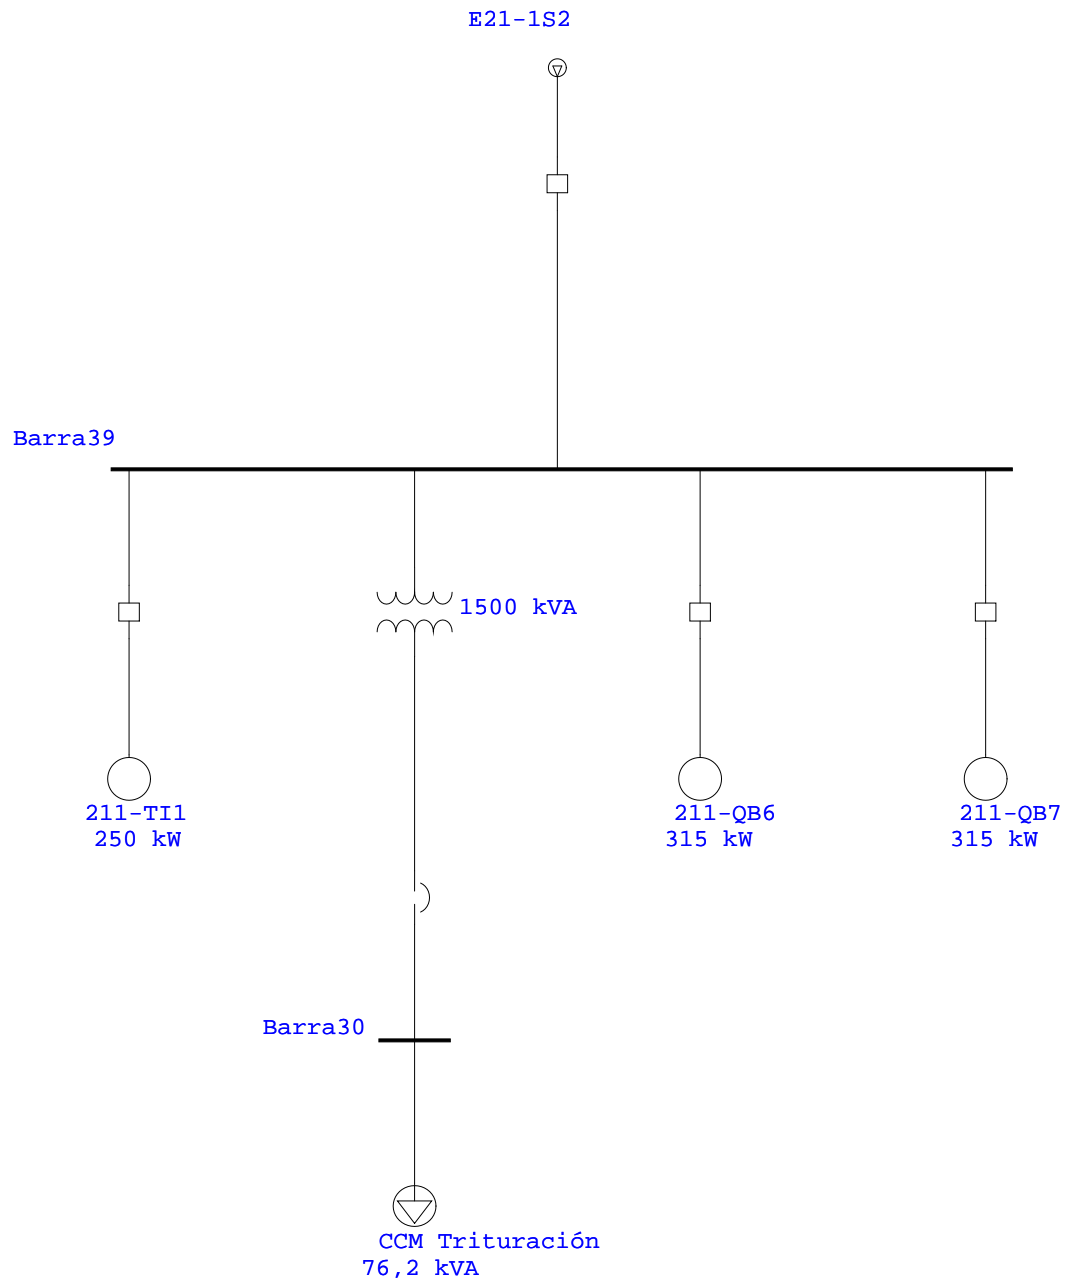 E21-1S2
Barra39
1500 kVA
211-TI1
250 kW
211-QB6
315 kW
211-QB7
315 kW
Barra30
CCM Trituración
76,2 kVA